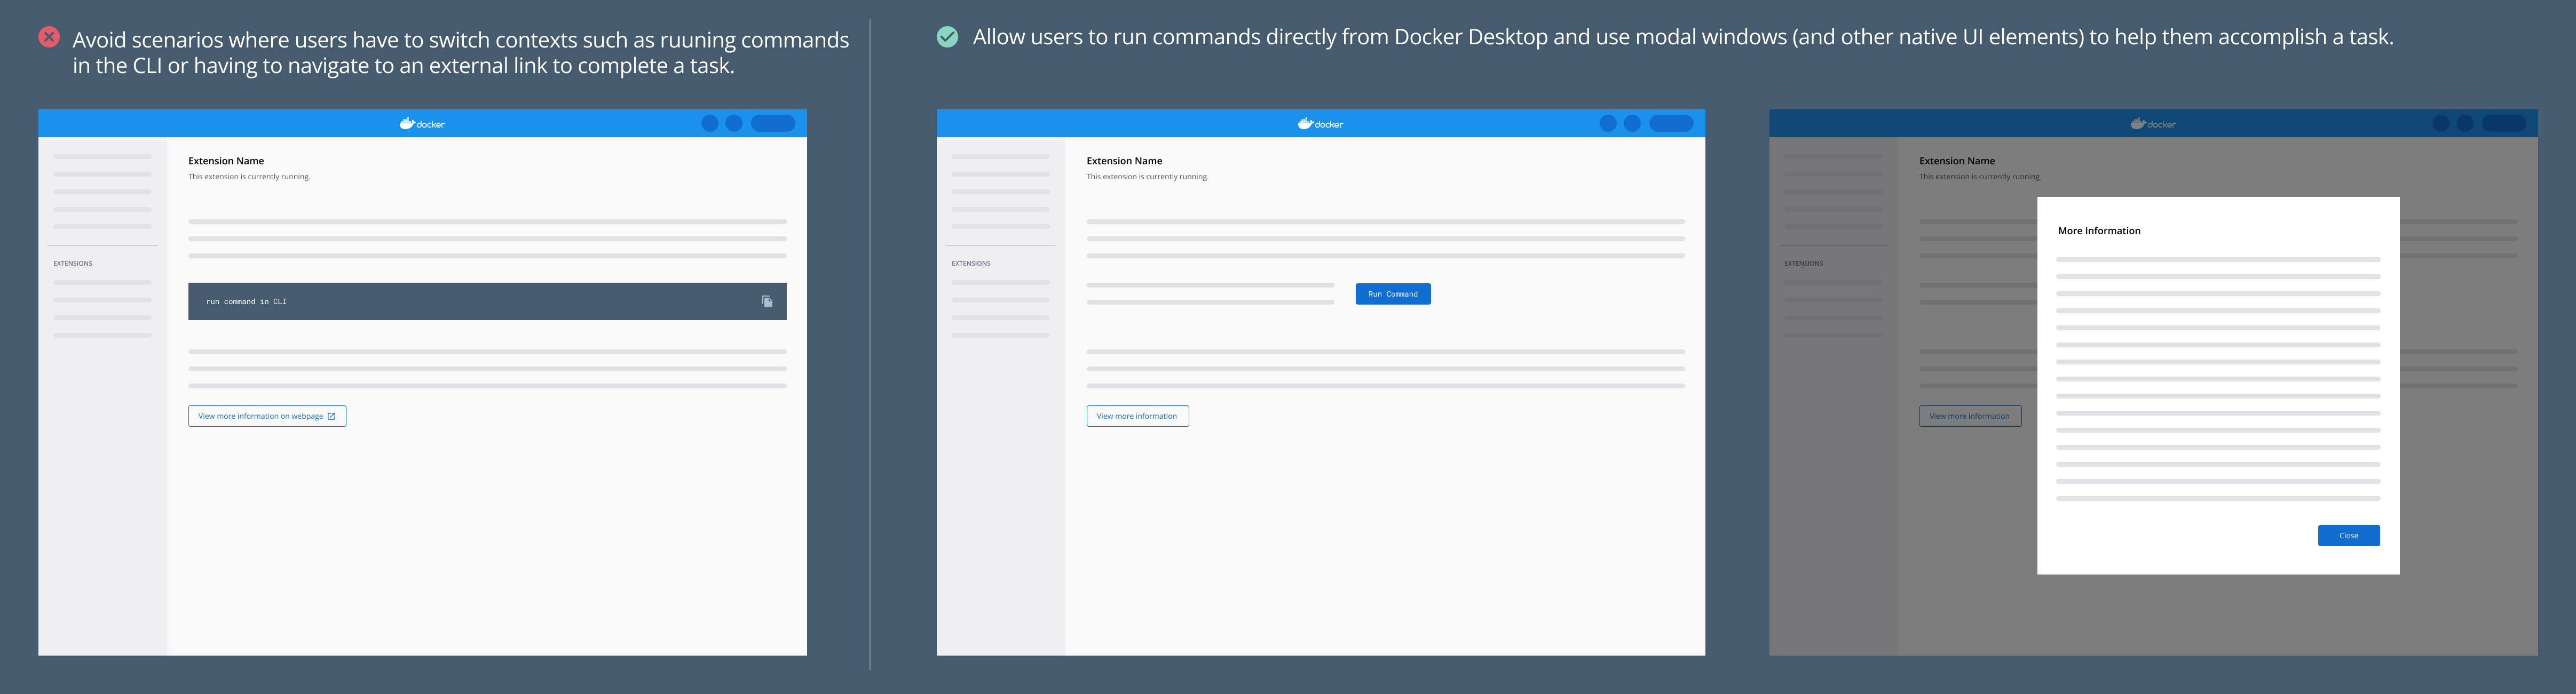 Avoid scenarios where users have to switch contexts such as ruuning commands
in the CLI or having to navigate to an external link to complete a task.
docker
Extension Name
This extension is currently running.
EXTENSIONS
run command in CLI
View more information on webpage
Allow users to run commands directly from Docker Desktop and use modal windows (and other native UI elements) to help them accomplish a task.
docker
Extension Name
This extension is currently running.
EXTENSIONS
Run Command
View more information
docker
Extension Name
This extension is currently running.
EXTENSIONS
View more information
More Information
Close